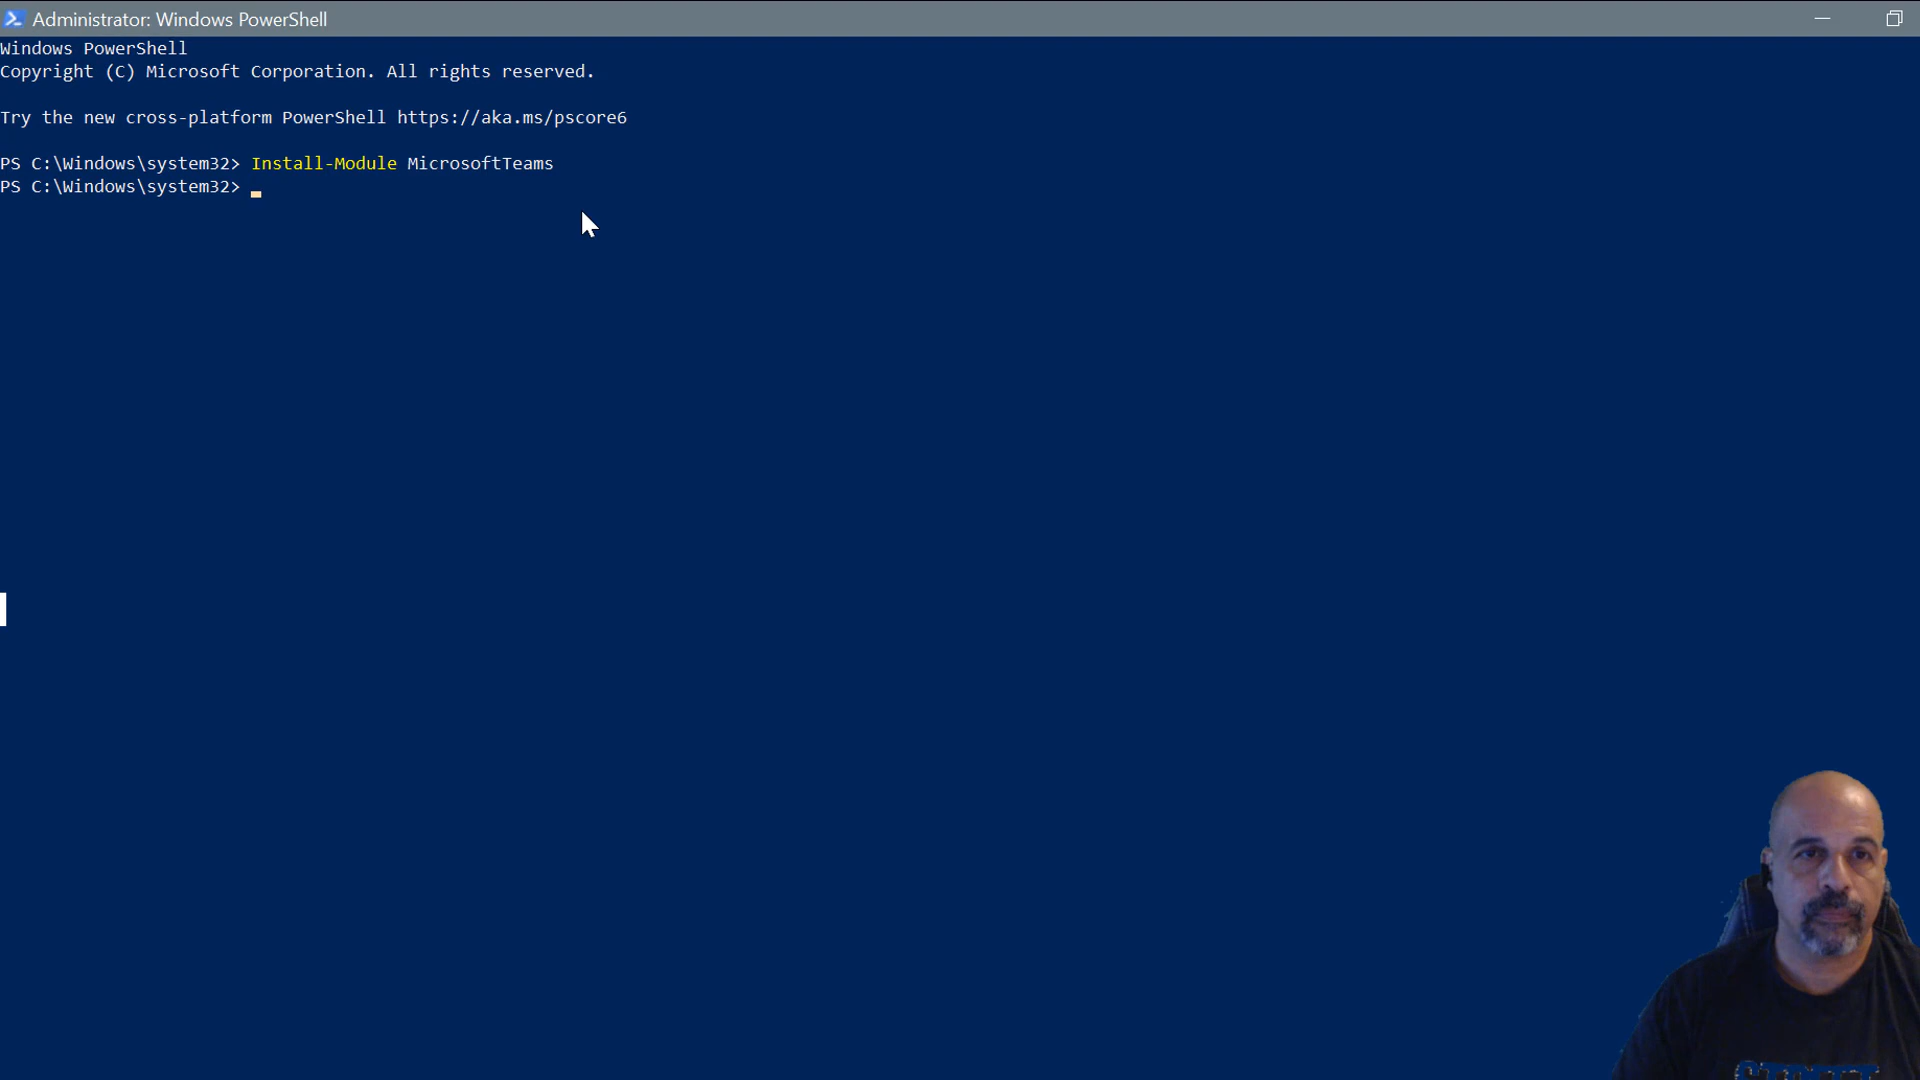 Administrator: Windows PowerShell
Windows PowerShell
Copyright (C) Microsoft Corporation. All rights reserved.
Try the new cross-platform PowerShell https://aka.ms/pscore6
PS C:\Windows\system32> Install-Module MicrosoftTeams
PS C:\Windows\system32>